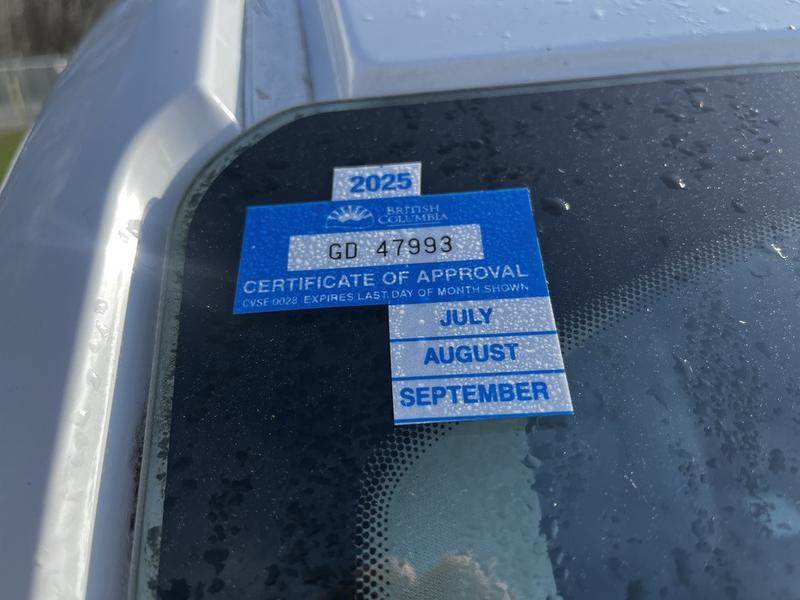 2025
BRITISH
COLUMBIA
GD 47993
CERTIFICATE OF APPROVAL
CVSE 0028 EXPIRES LAST DAY OF MONTH SHOWN
JULY
AUGUST
SEPTEMBER